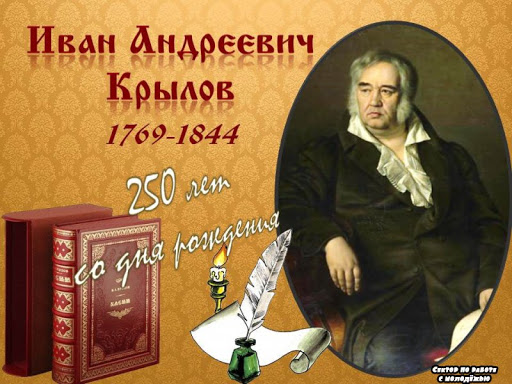 Иван Андреевич
Крылов
1769-1844
250 лет
со дня рождения
БАСНИ
Сектор по работе
с молодёжью